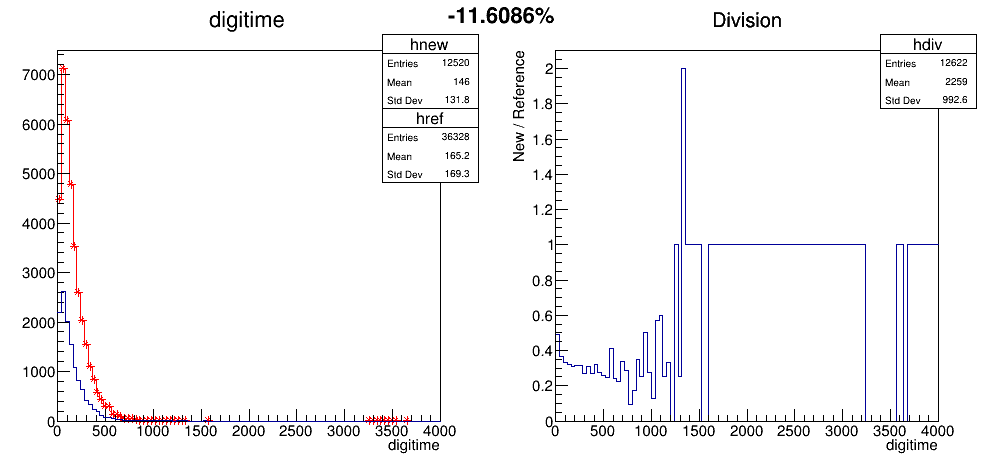 -11.6086%
digitime
hnew
Entries 12520
Mean 146
Std Dev 131.8
href
Entries 36328
Mean 165.2
Std Dev 169.3
7000
6000
5000
4000
3000
2000
1000
0
0 500 1000 1500 2000 2500 3000 3500 4000
digitime
Division
hdiv
Entries 12622
Mean 2259
Std Dev 992.6
New / Reference
2
1.8
1.6
1.4
1.2
1
0.8
0.6
0.4
0.2
0
0 500 1000 1500 2000 2500 3000 3500 4000
digitime